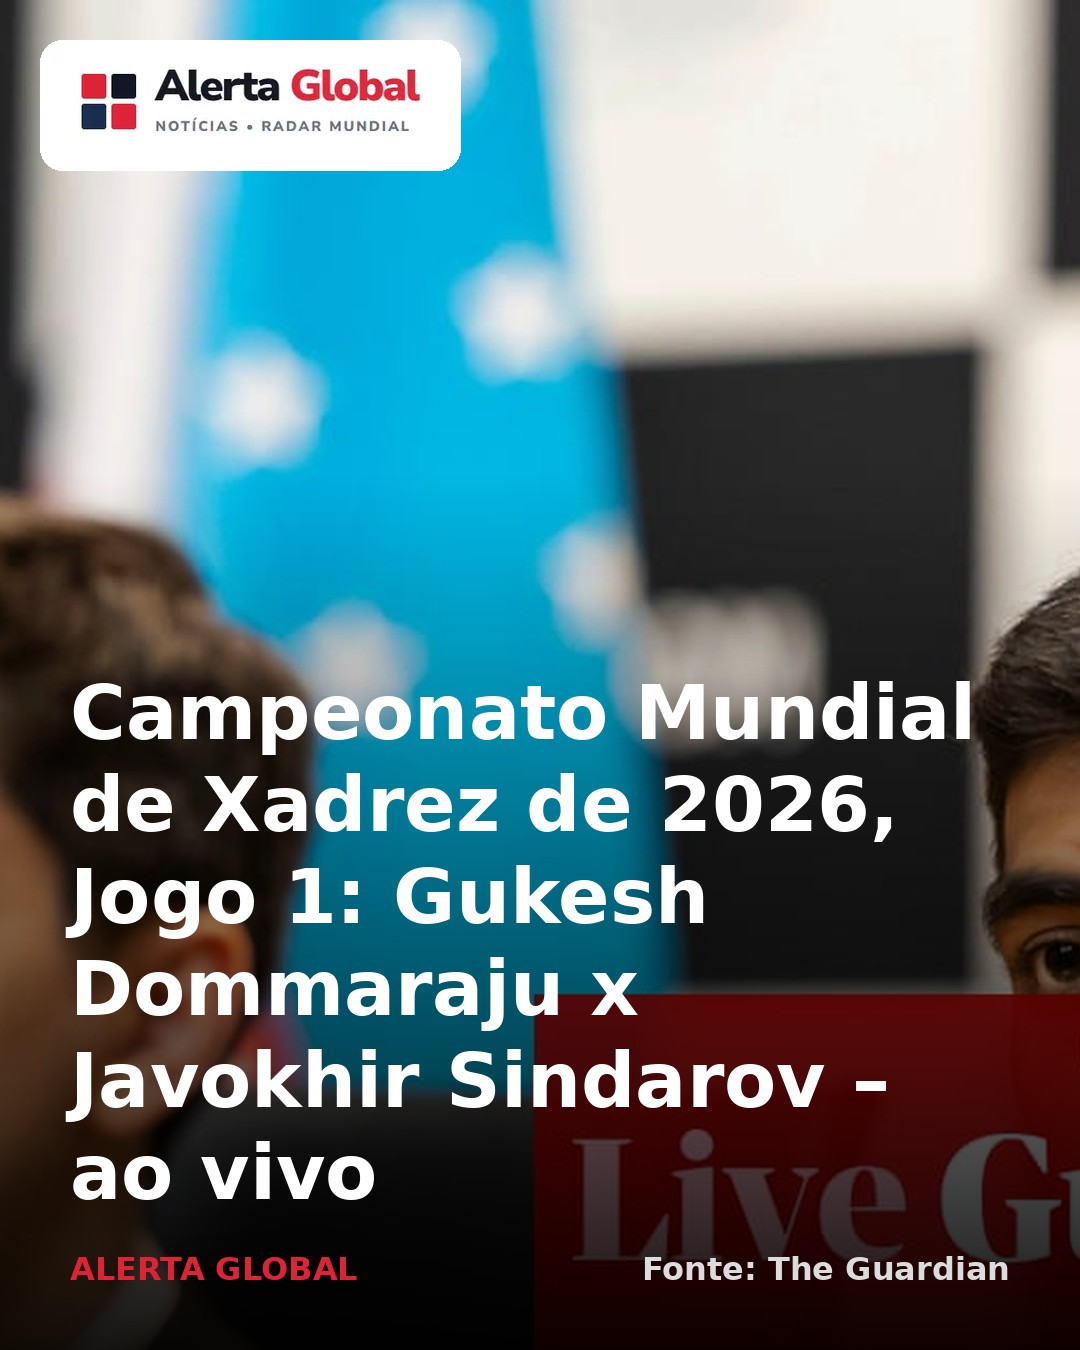 Alerta Global
NOTÍCIAS • RADAR MUNDIAL
Campeonato Mundial
de Xadrez de 2026,
Jogo 1: Gukesh
Dommaraju x
Javokhir Sindarov –
ao vivo
Live
ALERTA GLOBAL
Fonte: The Guardian